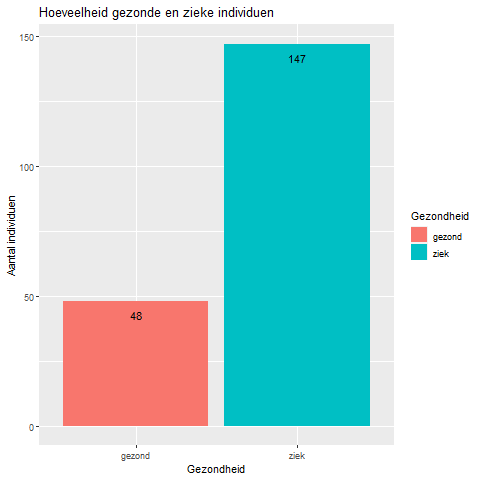 Hoeveelheid gezonde en zieke individuen
150
147
100
Aantal individuen
Gezondheid
gezond
ziek
50
48
0
gezond
ziek
Gezondheid